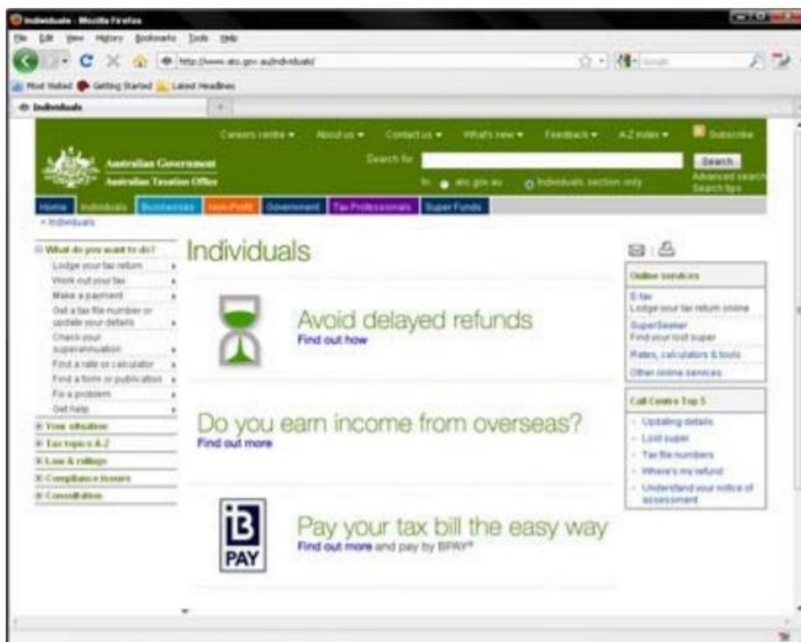 Individuals - Mozilla Firefox
File Edit View History Bookmarks Tools Help
http://www.ato.gov.au/individuals/
Google
Most Visited Getting Started Latest Headlines
Individuals
Careers centre About us Contact us What's new Feedback A-Z index Subscribe
Australian Government
Australian Taxation Office
Search for
Search
In: ato.gov.au Individuals section only
Advanced search
Search tips
Home Individuals Businesses Non-Profit Government Tax Professionals Super Funds
Individuals
What do you want to do?
Lodge your tax return
Work out your tax
Make a payment
Get a tax file number or
update your details
Check your
superannuation
Find a rate or calculator
Find a form or publication
Fix a problem
Get help
Your situation
Tax topics A-Z
Law & rulings
Compliance issues
Consultation
Individuals
Avoid delayed refunds
Find out how
Do you earn income from overseas?
Find out more
B
PAY
Pay your tax bill the easy way
Find out more and pay by BPAY®
Online services
E-tax
Lodge your tax return online
SuperSeeker
Find your lost super
Rates, calculators & tools
Other online services
Call Centre Top 5
- Updating details
- Lost super
- Tax file numbers
- Where's my refund
- Understand your notice of
assessment